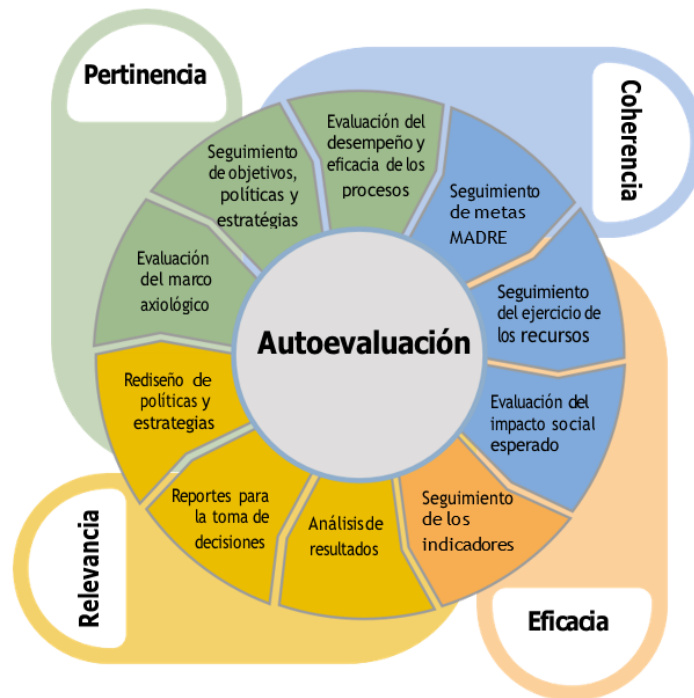 Pertinencia
Coherencia
Evaluación del
desempeño y
eficacia de los
procesos
Seguimiento
de objetivos,
políticas y
estratégias
Seguimiento
de metas
MADRE
Evaluación
del marco
axiológico
Seguimiento
del ejercicio de
los recursos
Autoevaluación
Rediseño de
políticas y
estrategias
Evaluación del
impacto social
esperado
Reportes para
la toma de
decisiones
Análisis de
resultados
Seguimiento
de los
indicadores
Relevancia
Eficacia